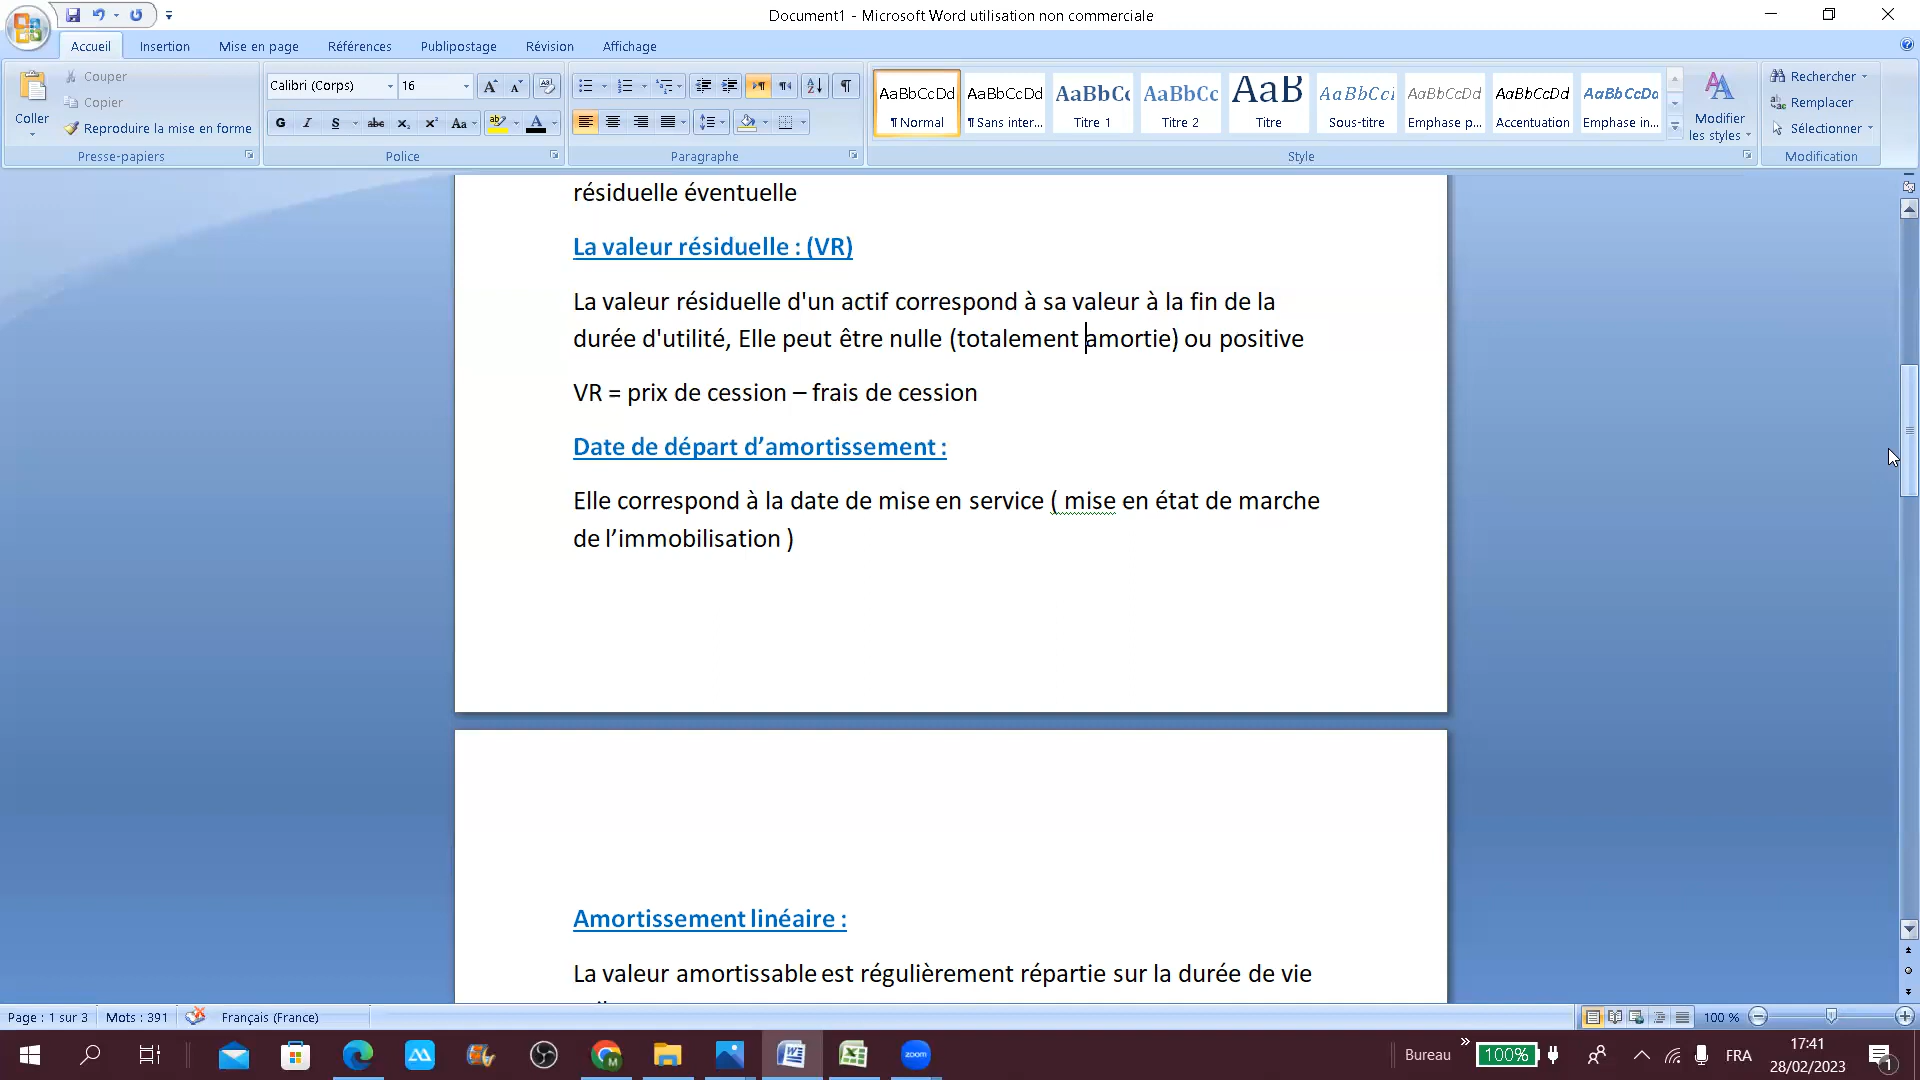 Document1 - Microsoft Word utilisation non commerciale
Accueil Insertion Mise en page Références Publipostage Révision Affichage
Coller
Couper
Copier
Reproduire la mise en forme
Presse-papiers
Calibri (Corps) 16
G I S abc x₂ x² Aa
Police
Paragraphe
AaBbCcDd AaBbCcDd AaBbCc AaBbCc AaB AaBbCcI AaBbCcDd AaBbCcDd AaBbCcDd
¶ Normal ¶ Sans inter... Titre 1 Titre 2 Titre Sous-titre Emphase p... Accentuation Emphase in...
Style
Modifier les styles
Rechercher
Remplacer
Sélectionner
Modification
résiduelle éventuelle
La valeur résiduelle : (VR)
La valeur résiduelle d'un actif correspond à sa valeur à la fin de la
durée d'utilité, Elle peut être nulle (totalement amortie) ou positive
VR = prix de cession – frais de cession
Date de départ d’amortissement :
Elle correspond à la date de mise en service ( mise en état de marche
de l’immobilisation )
Amortissement linéaire :
La valeur amortissable est régulièrement répartie sur la durée de vie
Page : 1 sur 3 Mots : 391 Français (France) 100 %
zoom
Bureau » 100% FRA
17:41
28/02/2023
1